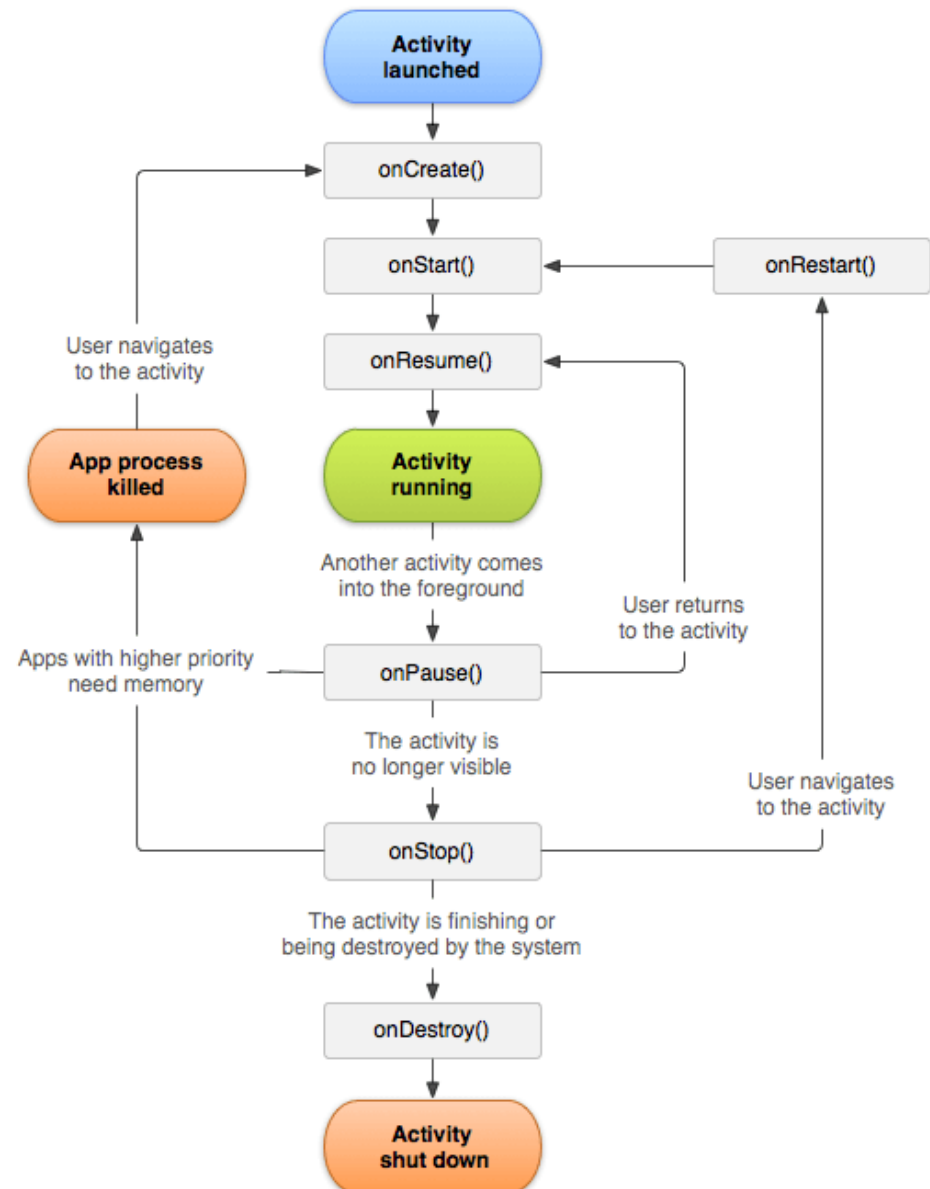 Activity
launched
onCreate()
onStart()
onRestart()
onResume()
User navigates
to the activity
App process
killed
Activity
running
Another activity comes
into the foreground
User returns
to the activity
Apps with higher priority
need memory
onPause()
The activity is
no longer visible
User navigates
to the activity
onStop()
The activity is finishing or
being destroyed by the system
onDestroy()
Activity
shut down